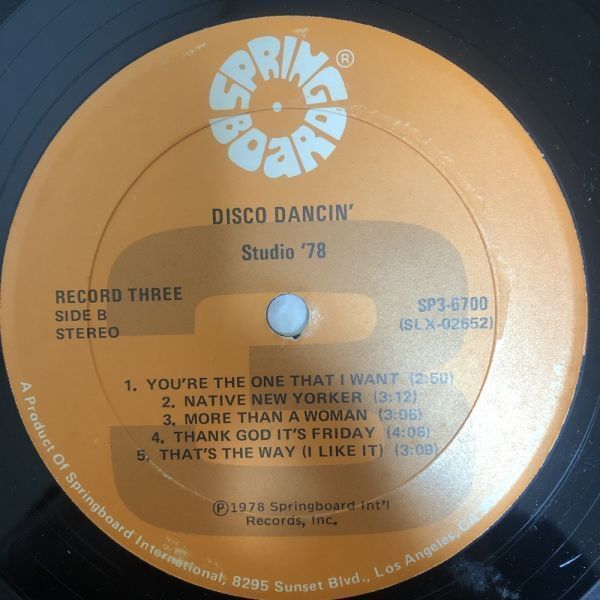 SPRINGBOARD ®
DISCO DANCIN'
Studio '78
RECORD THREE
SIDE B
STEREO
SP3-6700
(SLX-02652)
3
1. YOU'RE THE ONE THAT I WANT (2:50)
2. NATIVE NEW YORKER (3:12)
3. MORE THAN A WOMAN (3:06)
4. THANK GOD IT'S FRIDAY (4:06)
5. THAT'S THE WAY (I LIKE IT) (3:09)
℗1978 Springboard Int'l
Records, Inc.
A Product Of Springboard International, 8295 Sunset Blvd., Los Angeles,